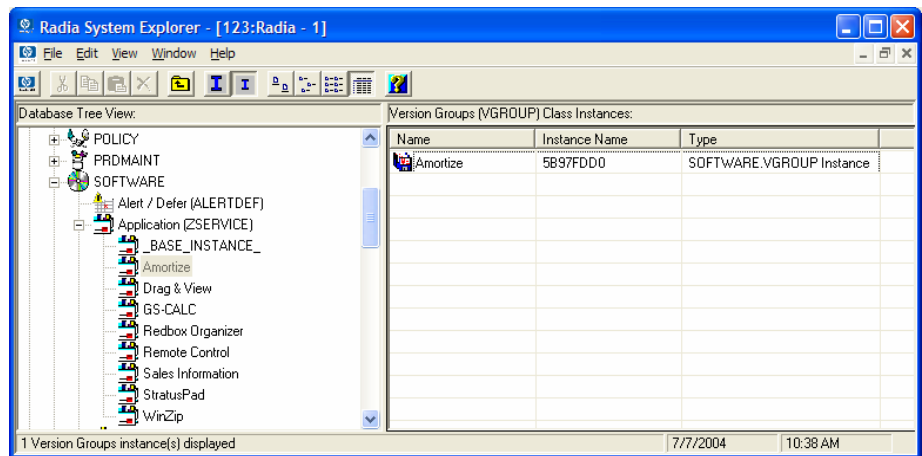 Radia System Explorer - [123:Radia - 1]
File Edit View Window Help
Database Tree View:
POLICY
PRDMAINT
SOFTWARE
Alert / Defer (ALERTDEF)
Application (ZSERVICE)
_BASE_INSTANCE_
Amortize
Drag & View
GS-CALC
Redbox Organizer
Remote Control
Sales Information
StratusPad
WinZip
Version Groups (VGROUP) Class Instances:
Name Instance Name Type
Amortize 5B97FDD0 SOFTWARE.VGROUP Instance
1 Version Groups instance(s) displayed 7/7/2004 10:38 AM